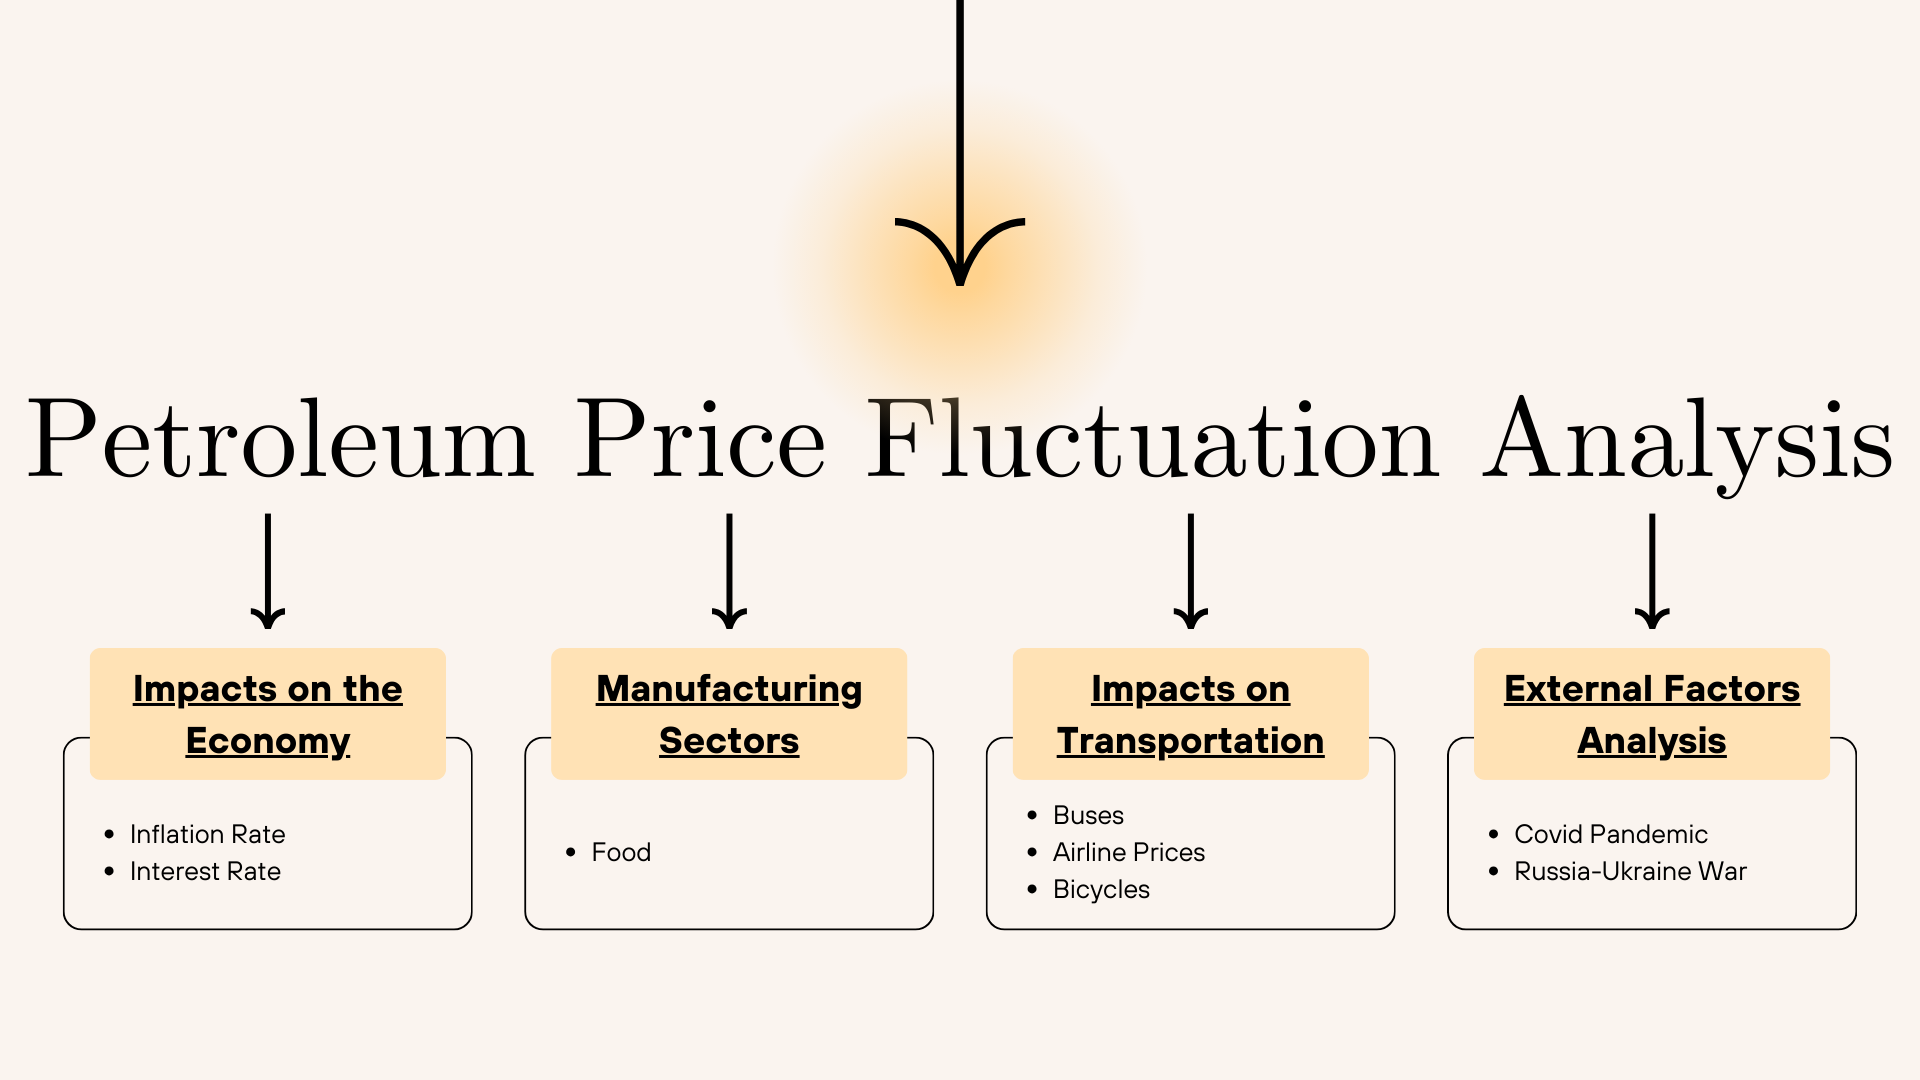 Petroleum Price Fluctuation Analysis
Impacts on the
Economy
• Inflation Rate
• Interest Rate
Manufacturing
Sectors
• Food
Impacts on
Transportation
• Buses
• Airline Prices
• Bicycles
External Factors
Analysis
• Covid Pandemic
• Russia-Ukraine War